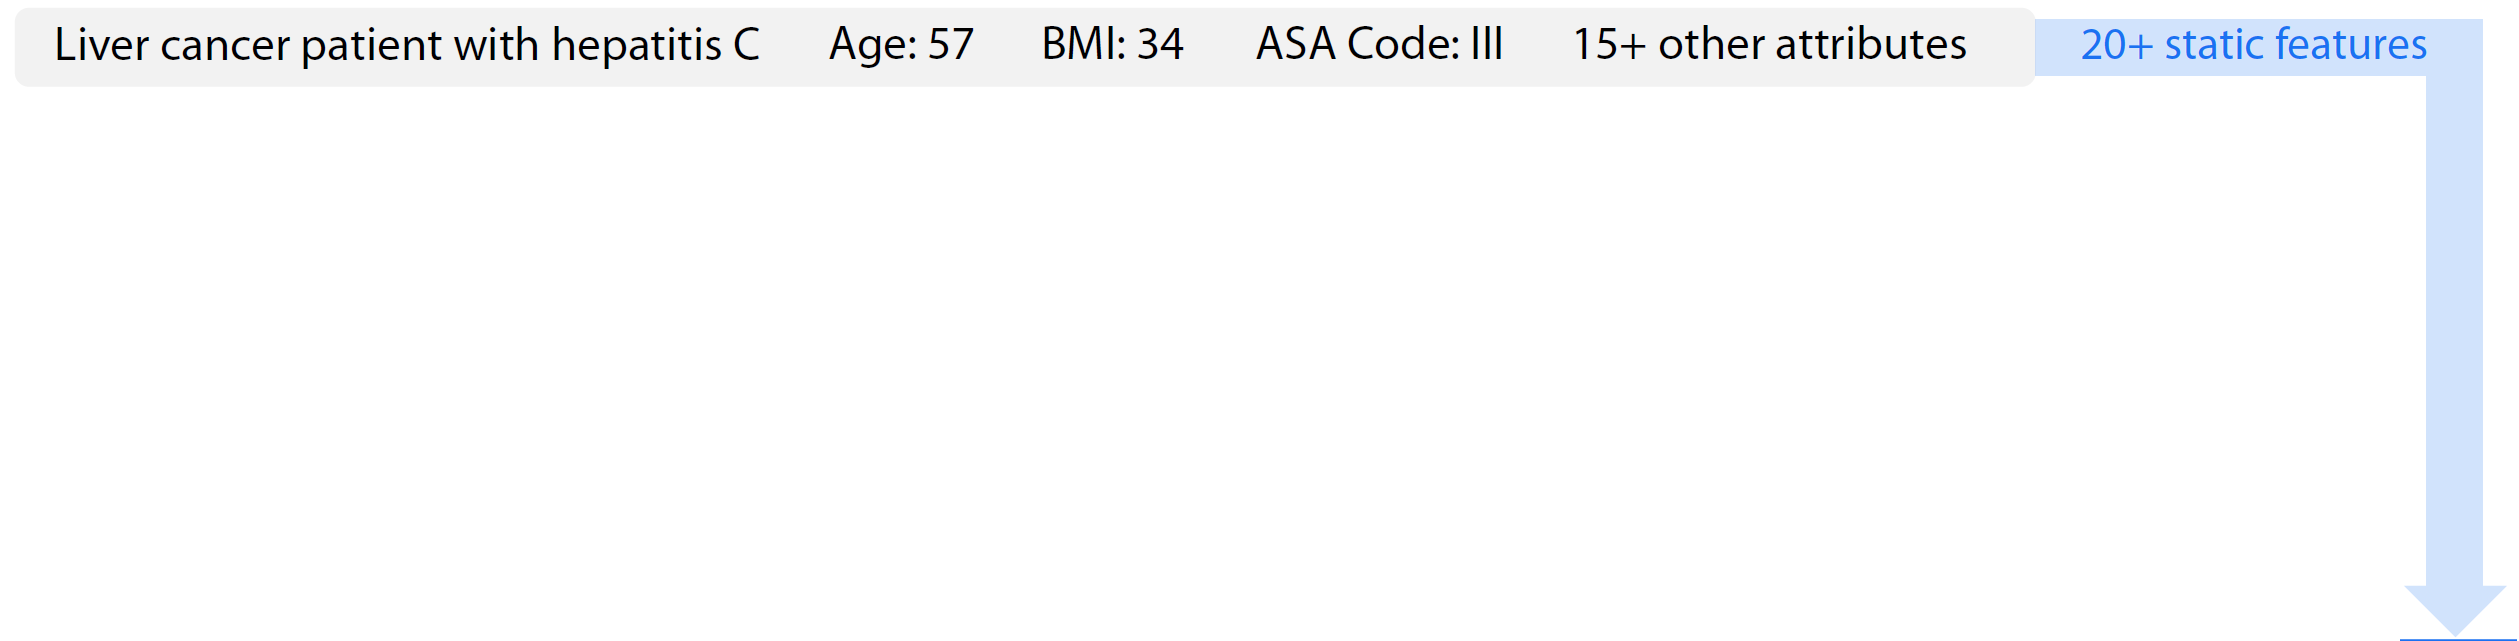 Liver cancer patient with hepatitis C Age: 57 BMI: 34 ASA Code: III 15+ other attributes 20+ static features